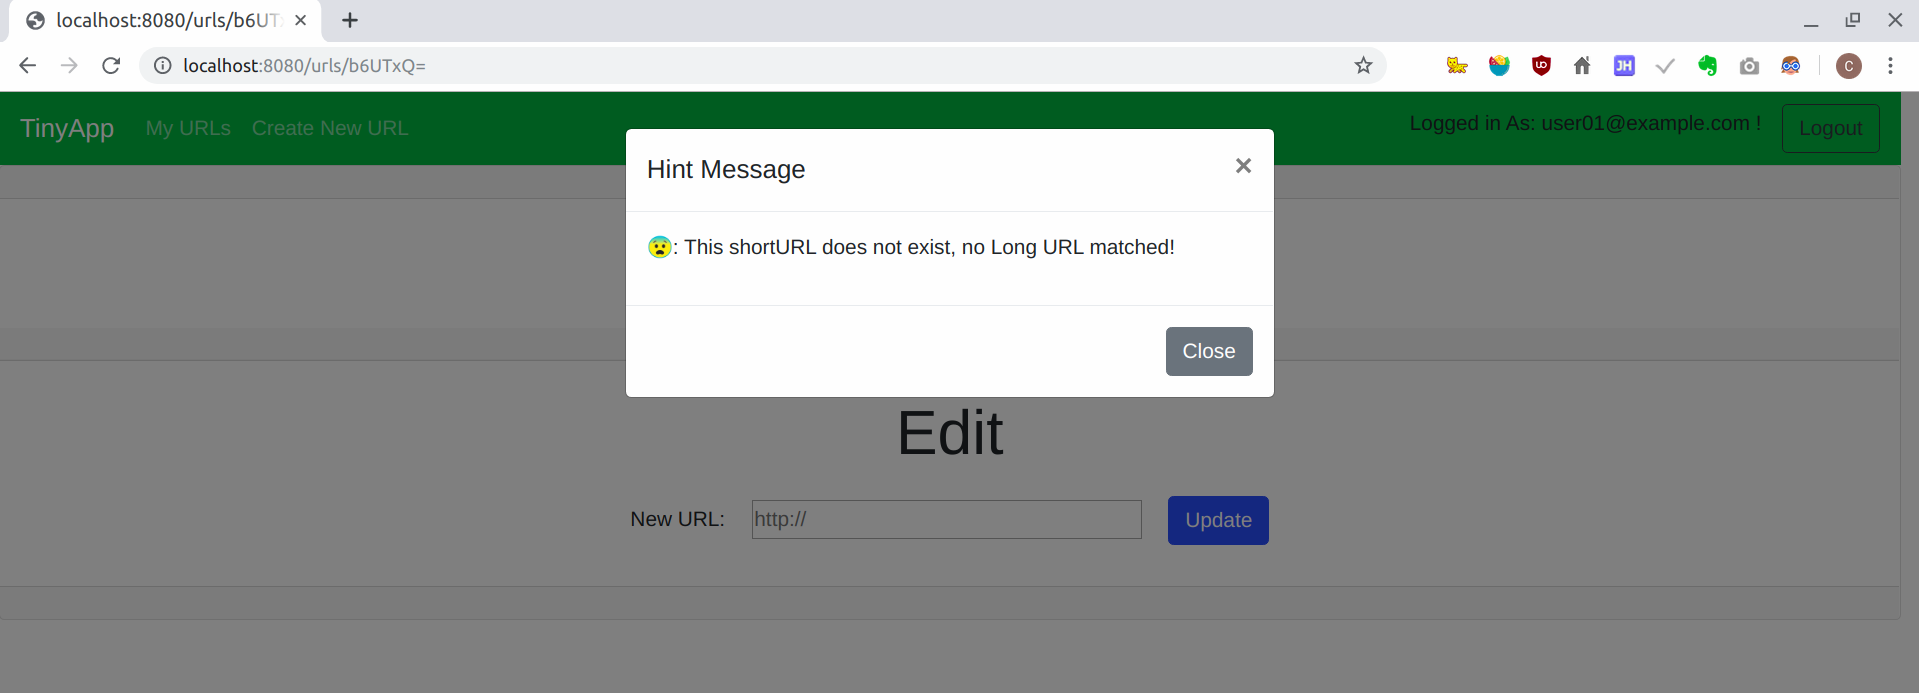 localhost:8080/urls/b6UTx
localhost:8080/urls/b6UTxQ=
JH
C
TinyApp My URLs Create New URL
Logged in As: user01@example.com ! Logout
Hint Message ×
😨: This shortURL does not exist, no Long URL matched!
Close
Edit
New URL: http:// Update